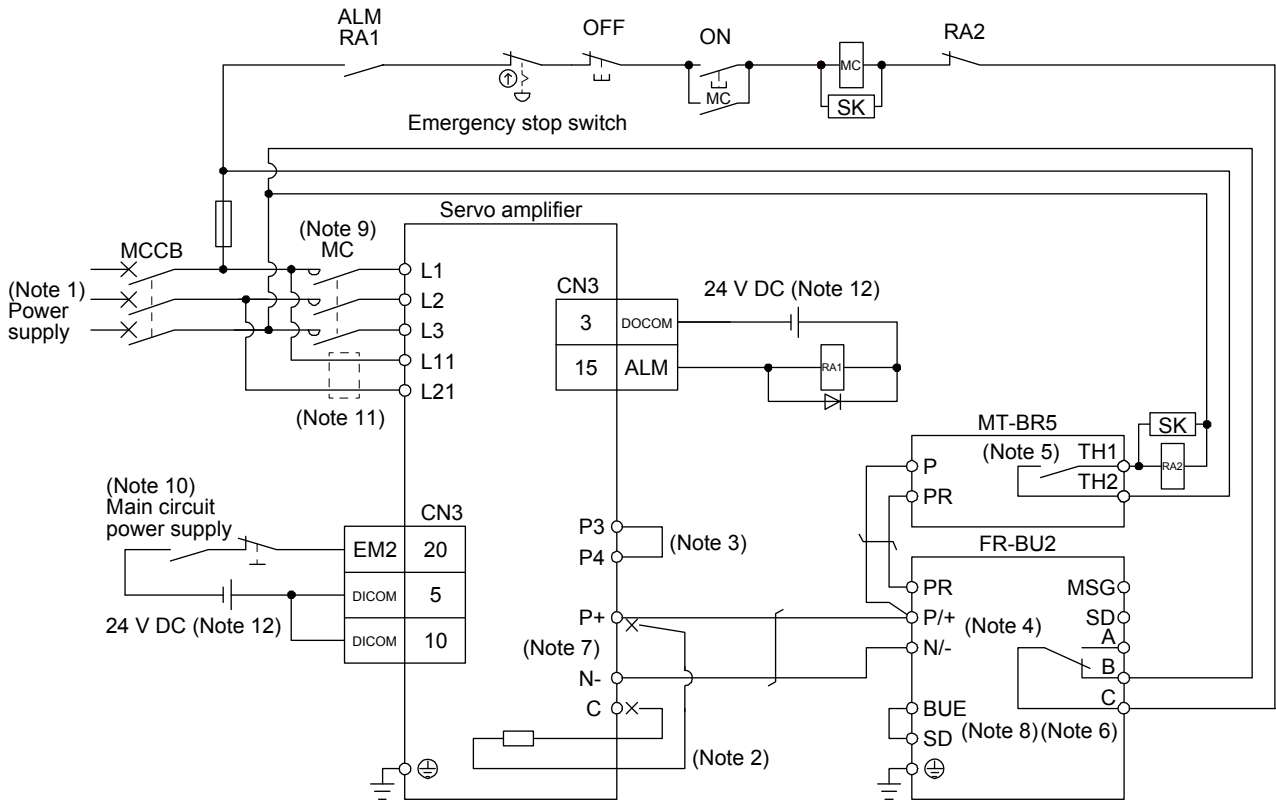 ALM
RA1
OFF
ON
RA2
MC
MC
SK
Emergency stop switch
Servo amplifier
(Note 9)
MC
MCCB
(Note 1)
Power
supply
L1
L2
L3
L11
L21
(Note 11)
CN3
24 V DC (Note 12)
3 DOCOM
15 ALM
RA1
MT-BR5
SK
P
(Note 5)
TH1
RA2
TH2
PR
(Note 10)
Main circuit
power supply
CN3
EM2 20
DICOM 5
24 V DC (Note 12)
DICOM 10
P3
P4
(Note 3)
FR-BU2
PR
MSG
P+
P/+
SD
(Note 4)
A
(Note 7)
N/-
B
N-
C
C
BUE
(Note 8) (Note 6)
SD
(Note 2)